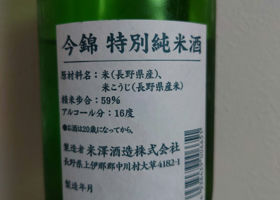 今錦 特別純米酒
原材料名：米(長野県産)、
米こうじ(長野県産米)
精米歩合：59%
アルコール分：16度
●お酒は20歳になってから。
製造者 米澤酒造株式会社
長野県上伊那郡中川村大草4182-1
製造年月